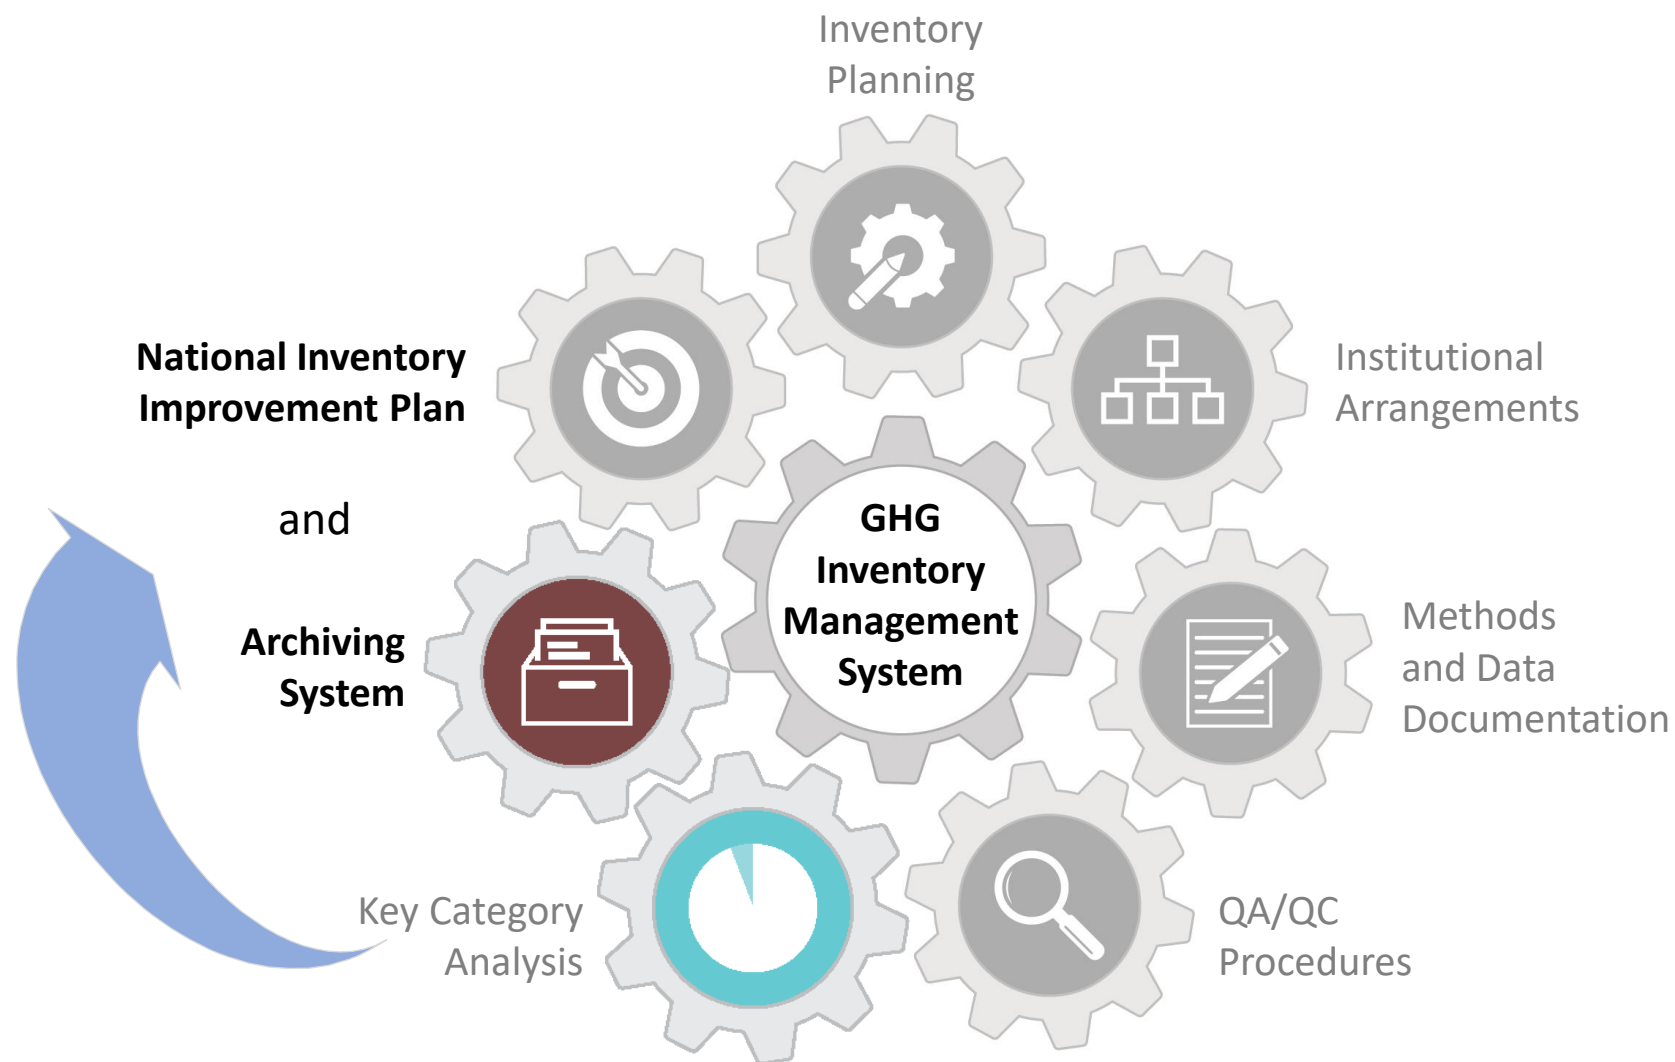 Inventory
Planning
National Inventory
Improvement Plan
and
Archiving
System
Institutional
Arrangements
GHG
Inventory
Management
System
Methods
and Data
Documentation
Key Category
Analysis
QA/QC
Procedures